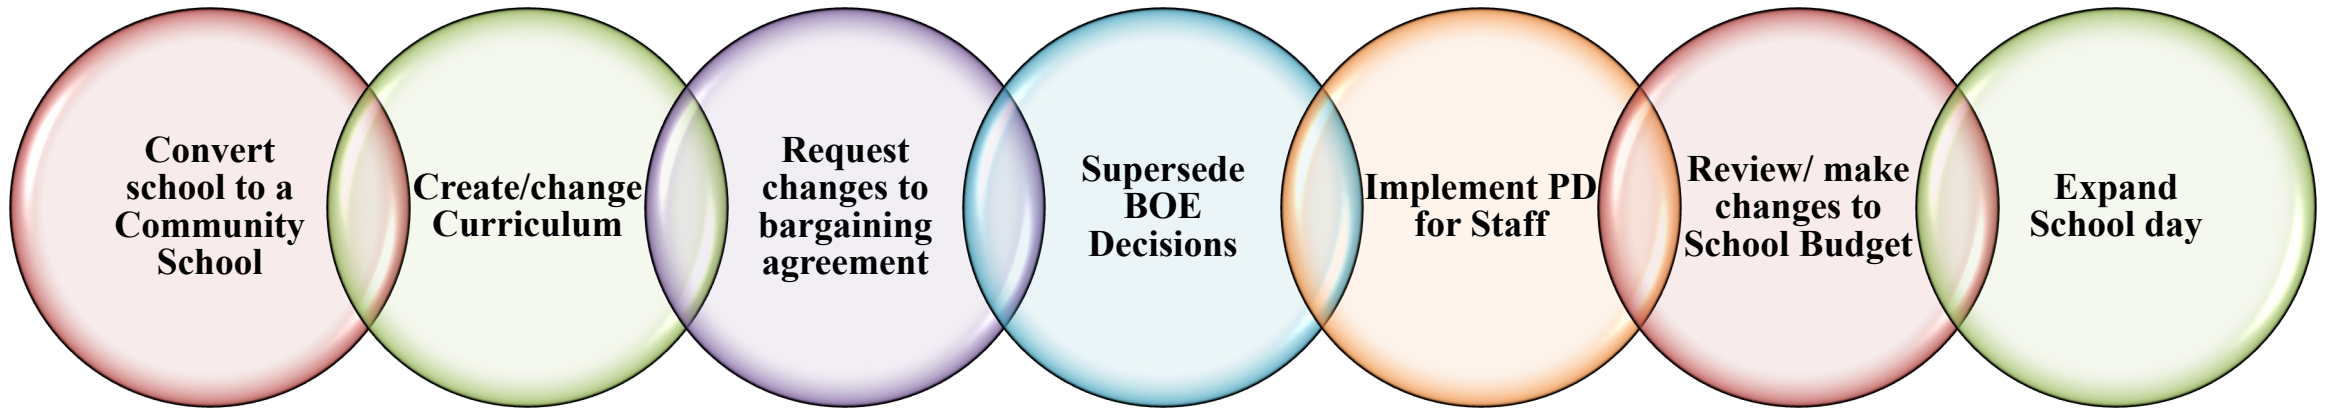 Convert
school to a
Community
School
Create/change
Curriculum
Request
changes to
bargaining
agreement
Supersede
BOE
Decisions
Implement PD
for Staff
Review/ make
changes to
School Budget
Expand
School day